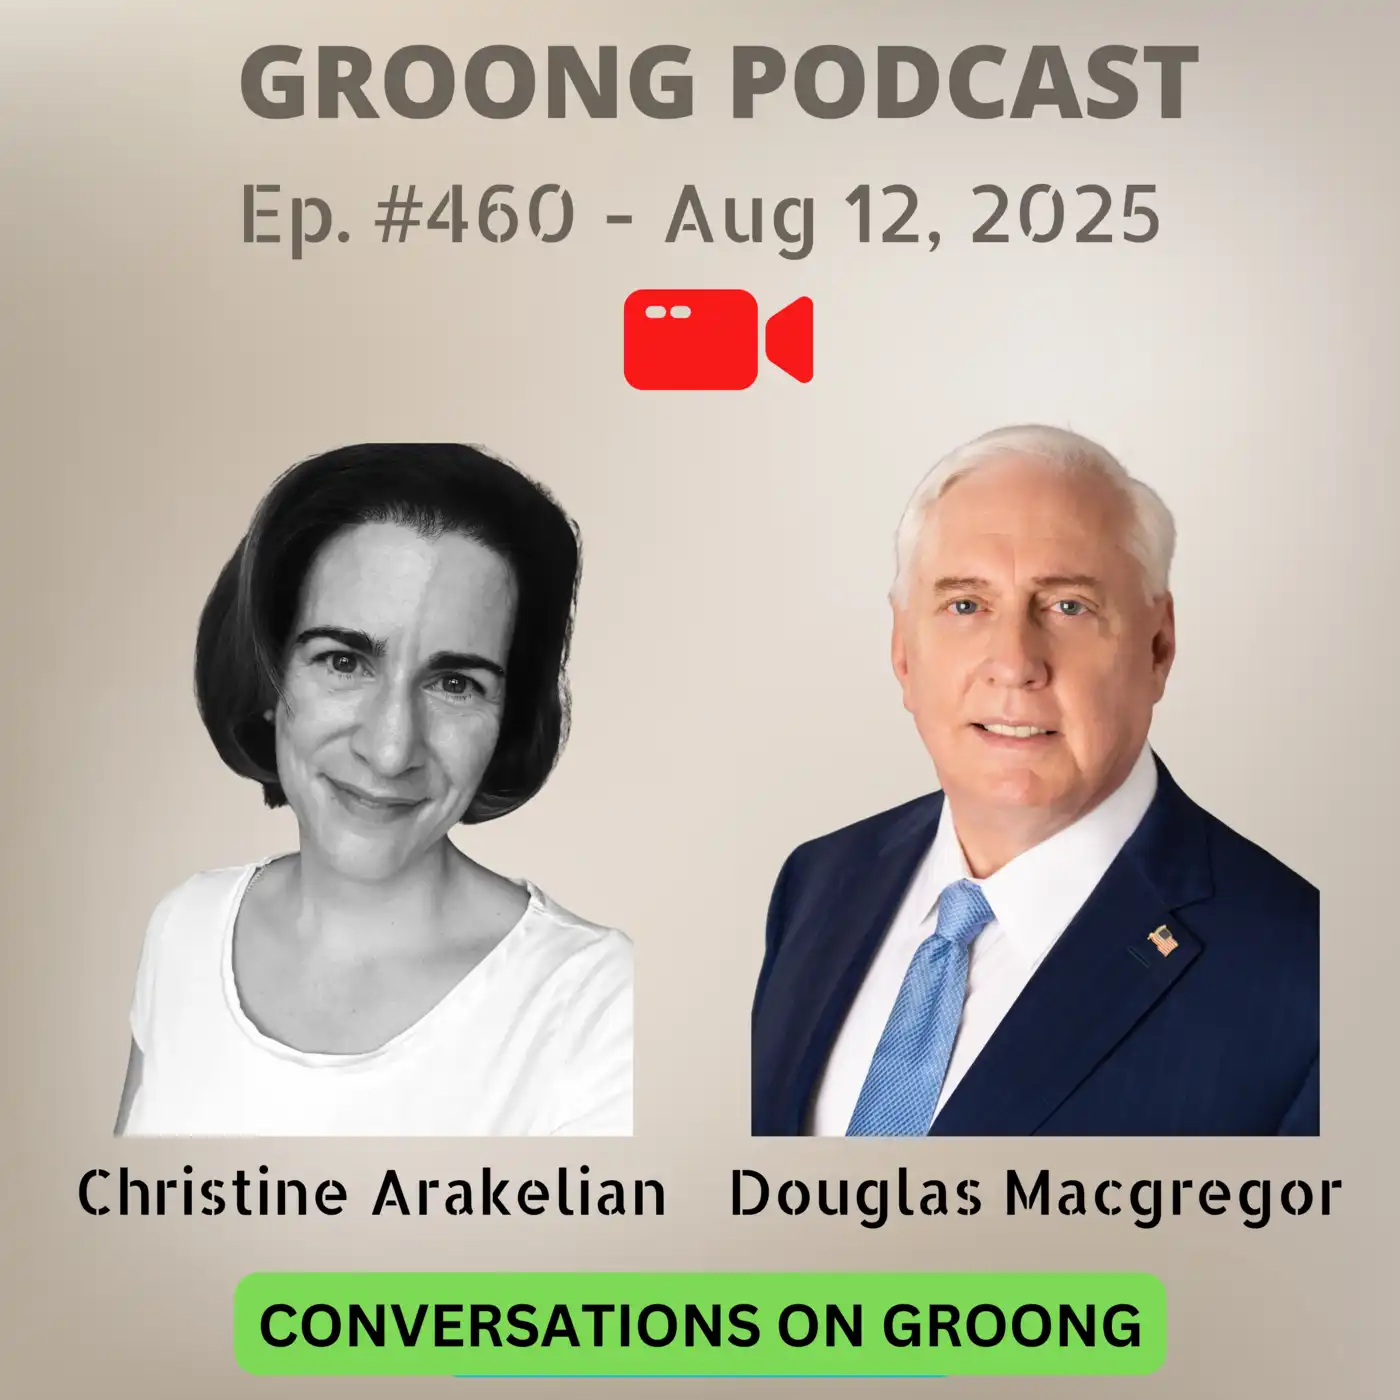 GROONG PODCAST
Ep. #460 - Aug 12, 2025
Christine Arakelian
Douglas Macgregor
CONVERSATIONS ON GROONG